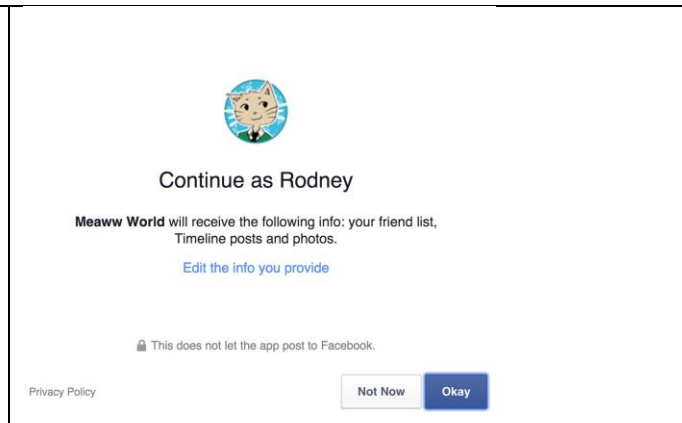 Continue as Rodney
Meaww World will receive the following info: your friend list,
Timeline posts and photos.
Edit the info you provide
This does not let the app post to Facebook.
Privacy Policy
Not Now
Okay